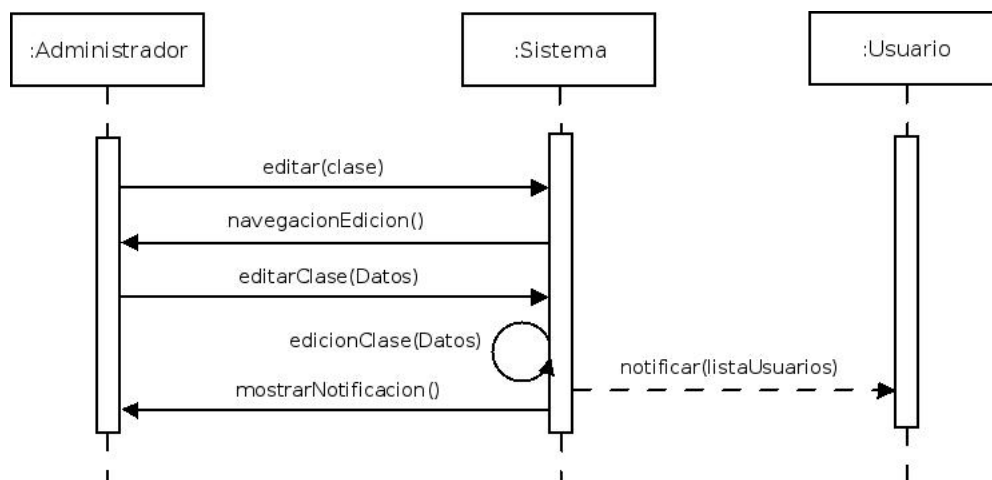 :Administrador
:Sistema
:Usuario
editar(clase)
navegacionEdicion()
editarClase(Datos)
edicionClase(Datos)
notificar(listaUsuarios)
mostrarNotificacion()